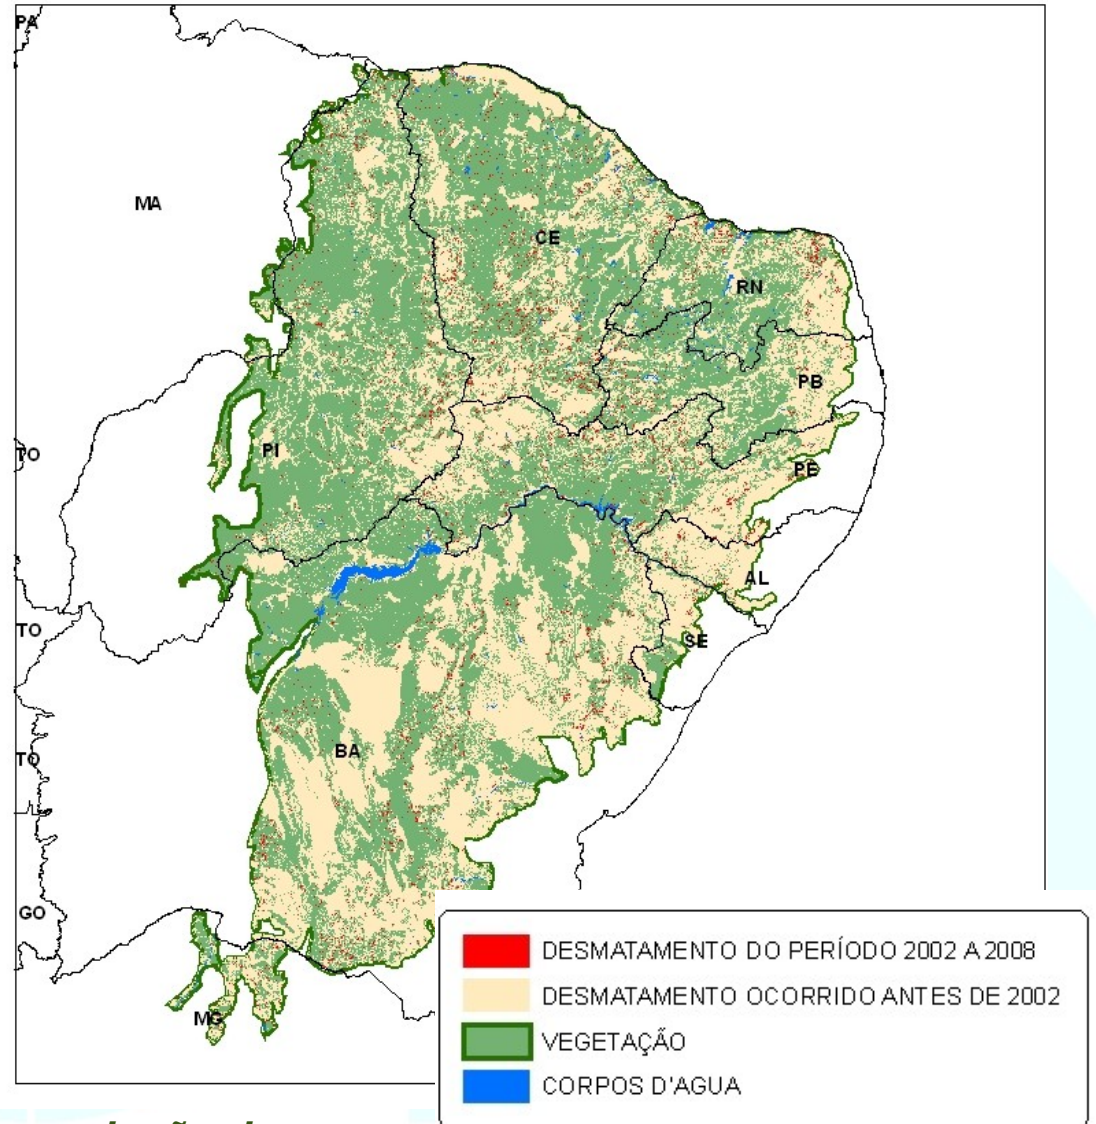 PA
MA
CE
RN
PB
TO
PI
PE
AL
TO
SE
BA
TO
GO
MG
DESMATAMENTO DO PERÍODO 2002 A 2008
DESMATAMENTO OCORRIDO ANTES DE 2002
VEGETAÇÃO
CORPOS D'AGUA